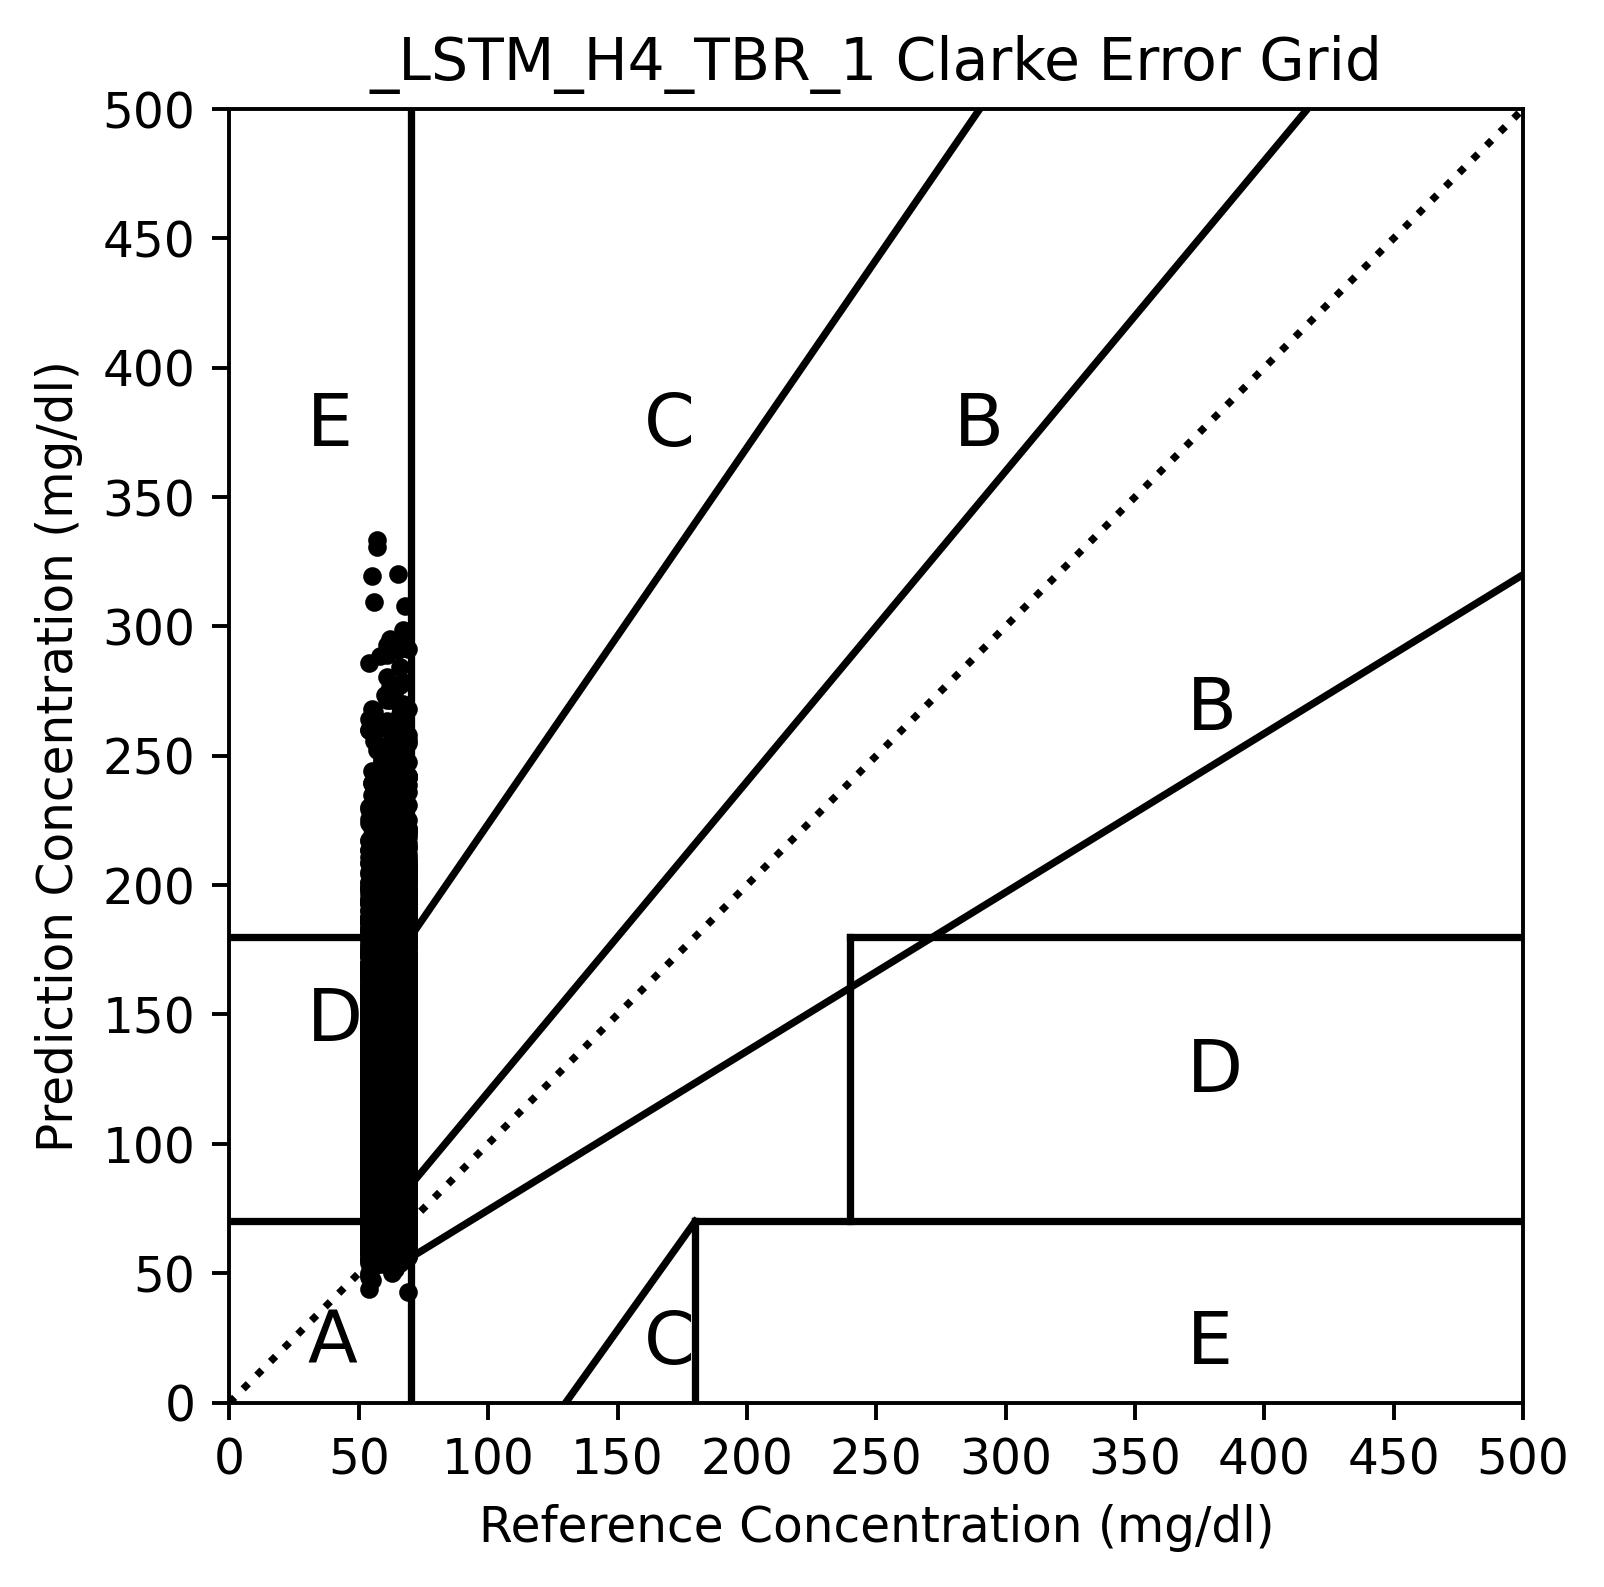 _LSTM_H4_TBR_1 Clarke Error Grid
500
450
400
350
300
250
200
150
100
50
0
Prediction Concentration (mg/dl)
E
C
B
B
D
D
A
C
E
0 50 100 150 200 250 300 350 400 450 500
Reference Concentration (mg/dl)